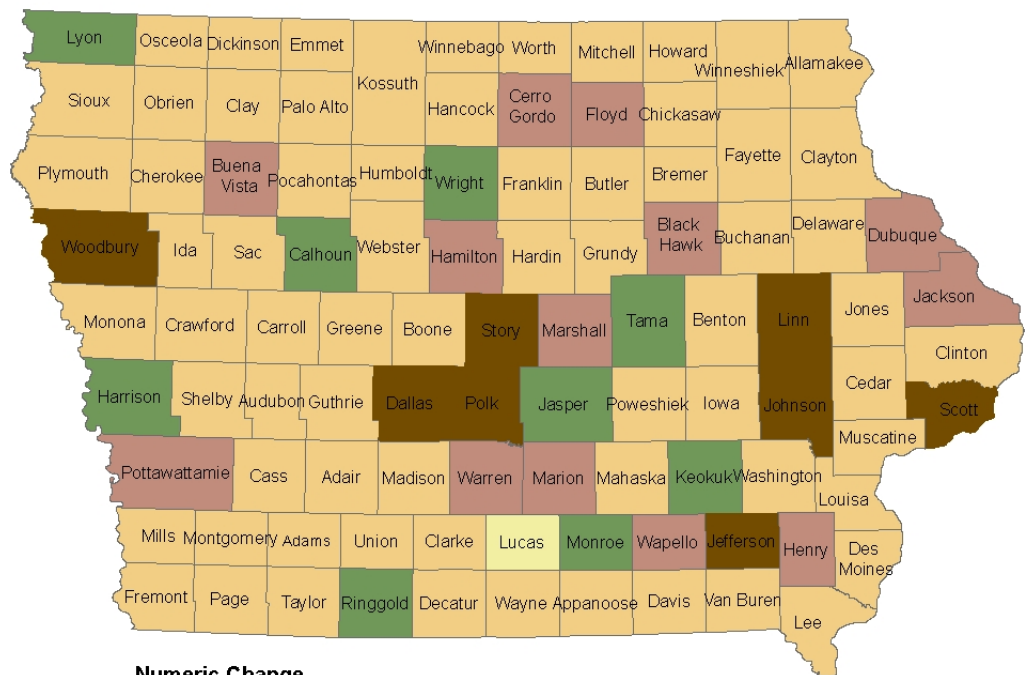 Lyon
Osceola
Dickinson
Emmet
Kossuth
Winnebago
Worth
Mitchell
Howard
Winneshiek
Allamakee
Sioux
Obrien
Clay
Palo Alto
Hancock
Cerro
Gordo
Floyd
Chickasaw
Fayette
Clayton
Plymouth
Cherokee
Buena
Vista
Pocahontas
Humboldt
Wright
Franklin
Butler
Bremer
Woodbury
Ida
Sac
Calhoun
Webster
Hamilton
Hardin
Grundy
Black
Hawk
Buchanan
Delaware
Dubuque
Monona
Crawford
Carroll
Greene
Boone
Story
Marshall
Tama
Benton
Linn
Jones
Jackson
Clinton
Harrison
Shelby
Audubon
Guthrie
Dallas
Polk
Jasper
Poweshiek
Iowa
Johnson
Cedar
Scott
Muscatine
Pottawattamie
Cass
Adair
Madison
Warren
Marion
Mahaska
Keokuk
Washington
Louisa
Mills
Montgomery
Adams
Union
Clarke
Lucas
Monroe
Wapello
Jefferson
Henry
Des
Moines
Fremont
Page
Taylor
Ringgold
Decatur
Wayne
Appanoose
Davis
Van Buren
Lee
Numeric Change